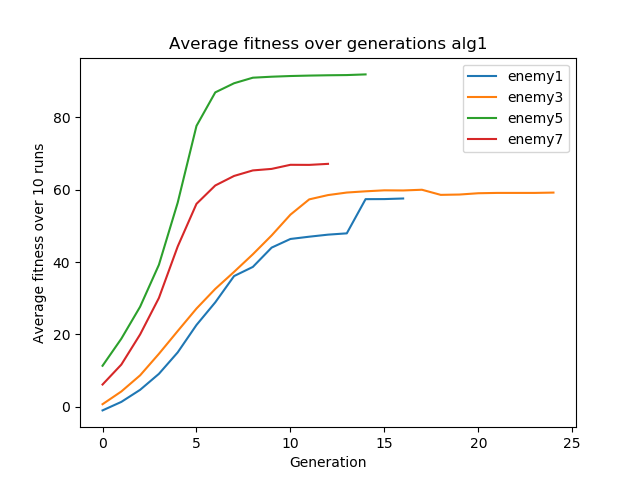 Average fitness over generations alg1
enemy1
enemy3
enemy5
enemy7
Average fitness over 10 runs
80
60
40
20
0
0 5 10 15 20 25
Generation